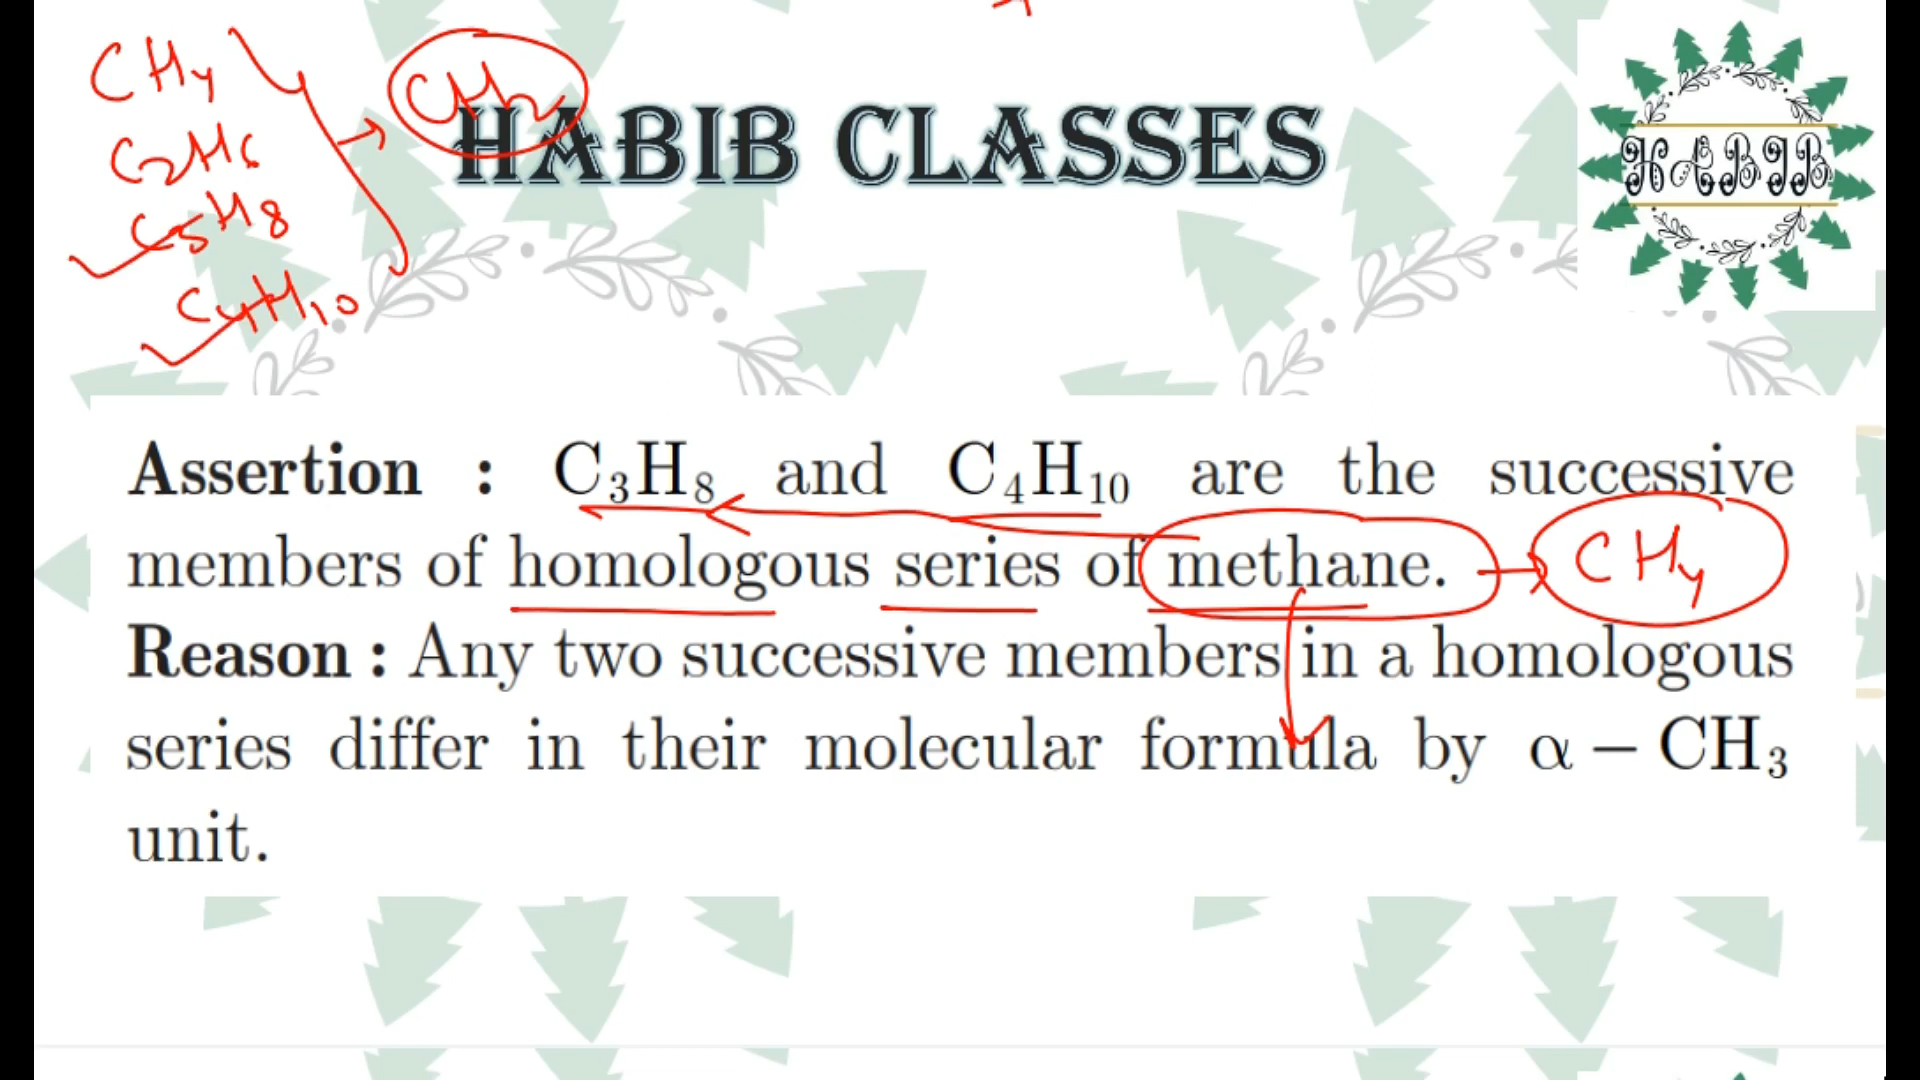 CH4
C2H6
C3H8
C4H10
CH2
HABIB CLASSES
HABIB
Assertion : C₃H₈ and C₄H₁₀ are the successive
members of homologous series of methane.
CH4
Reason : Any two successive members in a homologous
series differ in their molecular formula by α − CH₃
unit.